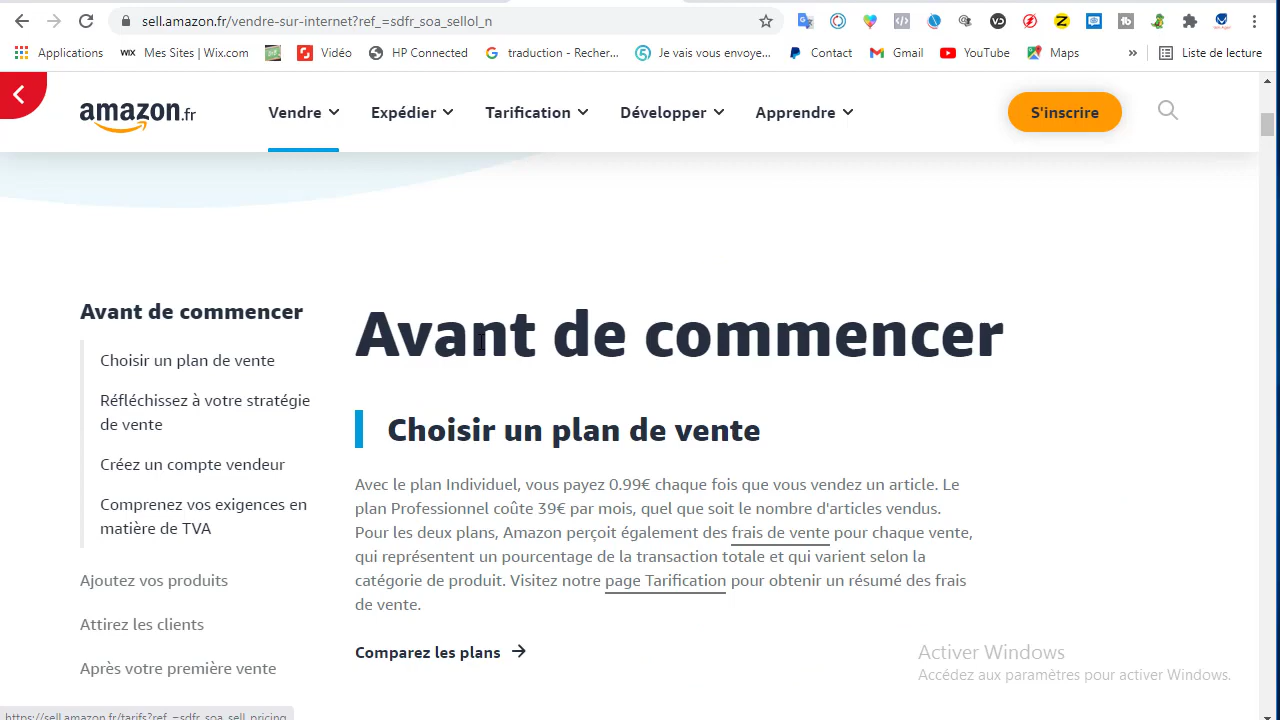 sell.amazon.fr/vendre-sur-internet?ref_=sdfr_soa_sellol_n
Applications WIX Mes Sites | Wix.com Vidéo HP Connected traduction - Recher... Je vais vous envoye... Contact Gmail YouTube Maps » Liste de lecture
amazon.fr Vendre Expédier Tarification Développer Apprendre S'inscrire
Avant de commencer
Choisir un plan de vente
Réfléchissez à votre stratégie
de vente
Créez un compte vendeur
Comprenez vos exigences en
matière de TVA
Ajoutez vos produits
Attirez les clients
Après votre première vente
Avant de commencer
Choisir un plan de vente
Avec le plan Individuel, vous payez 0.99€ chaque fois que vous vendez un article. Le
plan Professionnel coûte 39€ par mois, quel que soit le nombre d'articles vendus.
Pour les deux plans, Amazon perçoit également des frais de vente pour chaque vente,
qui représentent un pourcentage de la transaction totale et qui varient selon la
catégorie de produit. Visitez notre page Tarification pour obtenir un résumé des frais
de vente.
Comparez les plans →
Activer Windows
Accédez aux paramètres pour activer Windows.
https://sell.amazon.fr/tarifs?ref_=sdfr_soa_sell_pricing